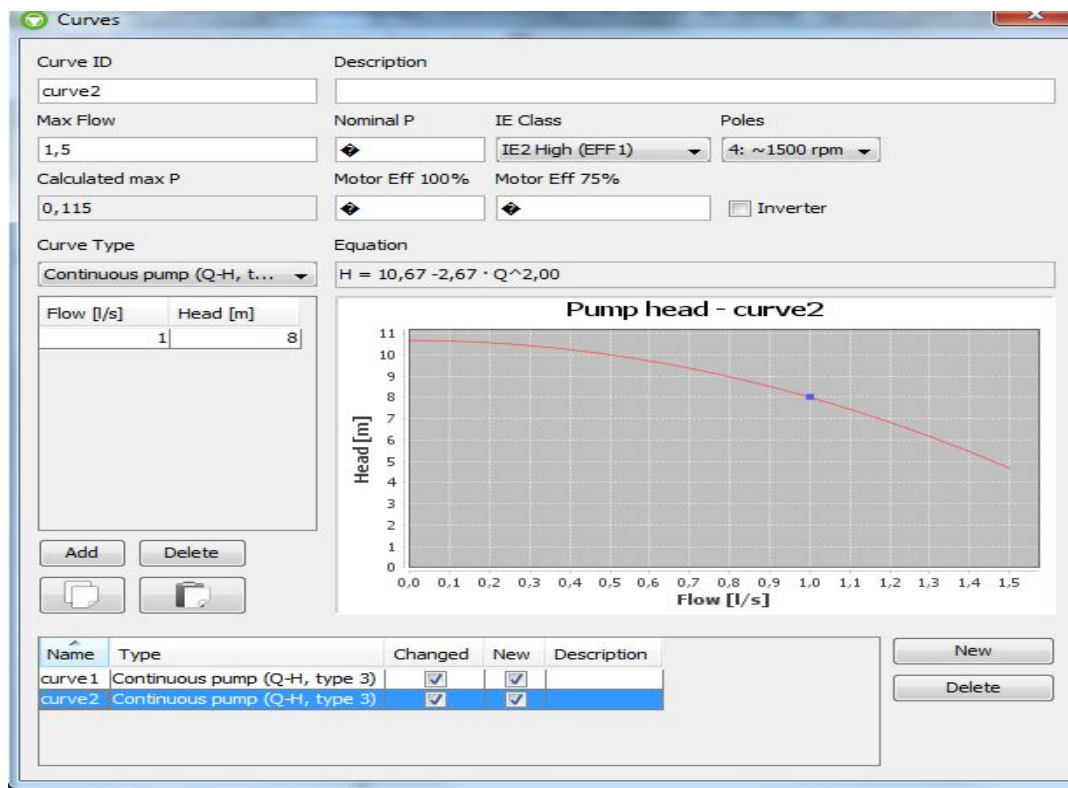 Curves
Curve ID
Description
curve2
Max Flow
Nominal P
IE Class
Poles
1,5
�
IE2 High (EFF1)
4: ~1500 rpm
Calculated max P
Motor Eff 100%
Motor Eff 75%
0,115
�
�
Inverter
Curve Type
Equation
Continuous pump (Q-H, t...
H = 10,67 -2,67 · Q^2,00
Flow [l/s] Head [m]
1 8
Add
Delete
Pump head - curve2
11
10
9
8
7
6
5
4
3
2
1
0
Head [m]
0,0 0,1 0,2 0,3 0,4 0,5 0,6 0,7 0,8 0,9 1,0 1,1 1,2 1,3 1,4 1,5
Flow [l/s]
Name Type Changed New Description
curve1 Continuous pump (Q-H, type 3)
curve2 Continuous pump (Q-H, type 3)
New
Delete